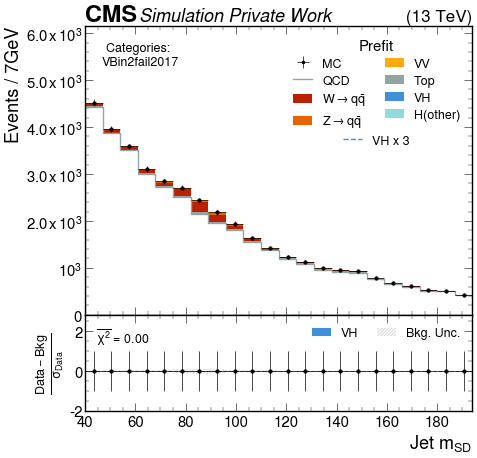 CMS Simulation Private Work (13 TeV)
Events / 7GeV
6.0 x 10³
5.0 x 10³
4.0 x 10³
3.0 x 10³
2.0 x 10³
10³
0
Categories:
VBin2fail2017
Prefit
MC
QCD
W → qq̄
Z → qq̄
VV
Top
VH
H(other)
VH x 3
Data − Bkg
σ_Data
2
0
-2
χ̅² = 0.00
VH
Bkg. Unc.
40 60 80 100 120 140 160 180
Jet m_SD